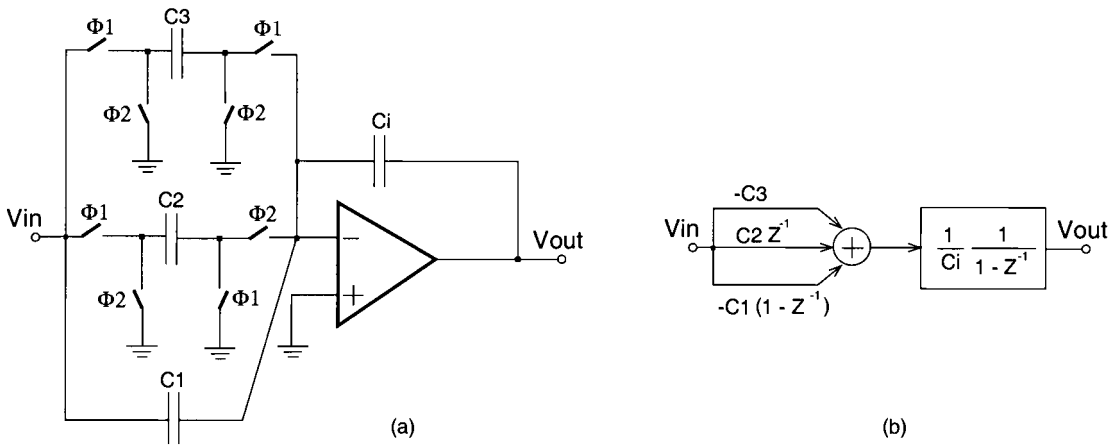 C3
Φ1
Φ1
Φ2
Φ2
Ci
Vin
Φ1
C2
Φ2
Vout
Φ2
Φ1
C1
(a)
-C3
Vin
C2 Z^-1
-C1 (1 - Z^-1)
+
1
Ci
1
1 - Z^-1
Vout
(b)
−
+